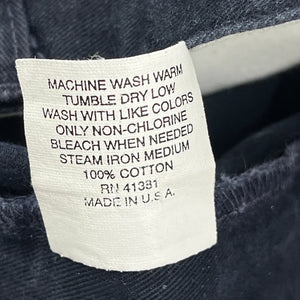 MACHINE WASH WARM
TUMBLE DRY LOW
WASH WITH LIKE COLORS
ONLY NON-CHLORINE
BLEACH WHEN NEEDED
STEAM IRON MEDIUM
100% COTTON
RN 41381
MADE IN U.S.A.